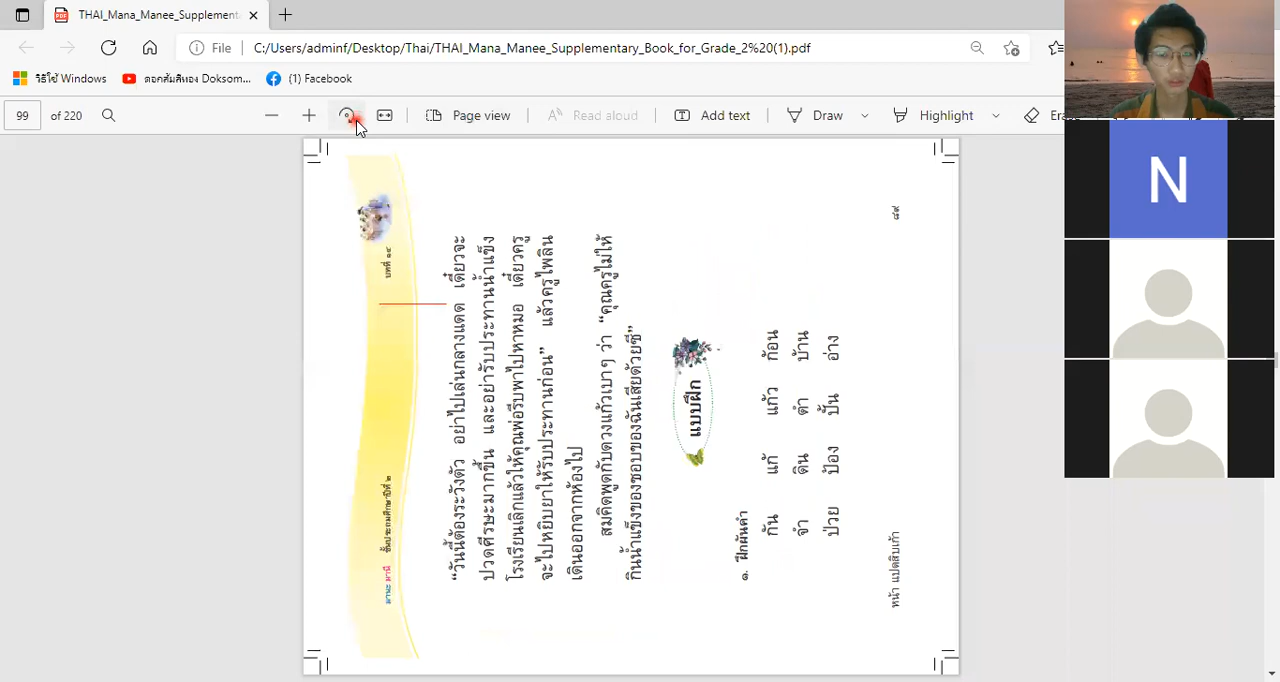 THAI_Mana_Manee_Supplementa
File
C:/Users/adminf/Desktop/Thai/THAI_Mana_Manee_Supplementary_Book_for_Grade_2%20(1).pdf
วิธีใช้ Windows
ดอกสัมลีทอง Doksom...
(1) Facebook
99
of 220
Page view
Read aloud
Add text
Draw
Highlight
Era
มานะ มานี ชั้นประถมศึกษาปีที่ ๒
บทที่ ๑๔
“วันนี้ต้องระวังตัว อย่าไปเล่นกลางแดด เดี๋ยวจะ
ปวดศีรษะมากขึ้น และอย่ารับประทานน้ำแข็ง
โรงเรียนเลิกแล้วให้คุณพ่อรีบพาไปหาหมอ เดี๋ยวครู
จะไปหยิบยาให้รับประทานก่อน” แล้วครูไพลิน
เดินออกจากห้องไป
สมคิดพูดกับดวงแก้วเบาๆ ว่า “คุณครูไม่ให้
กินน้ำแข็งของชอบของฉันเสียด้วยซี”
แบบฝึก
๑. ฝึกผันคำ
กัน แก้ แก้ว ก้อน
จำ ดิน ดำ บ้าน
ป่วย ป้อง ปั้น อ่าง
หน้า แปดสิบเก้า
๘๙
N